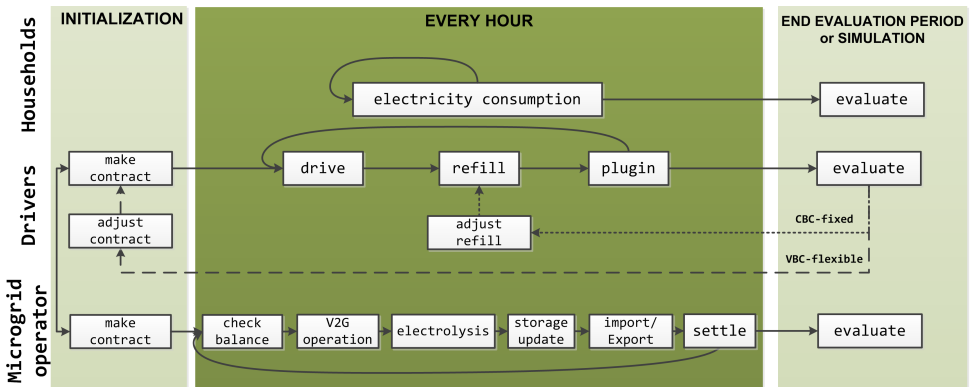 INITIALIZATION
EVERY HOUR
END EVALUATION PERIOD
or SIMULATION
Households
electricity consumption
evaluate
Drivers
make
contract
drive
refill
plugin
evaluate
adjust
contract
adjust
refill
CBC-fixed
VBC-flexible
Microgrid
operator
make
contract
check
balance
V2G
operation
electrolysis
storage
update
import/
Export
settle
evaluate